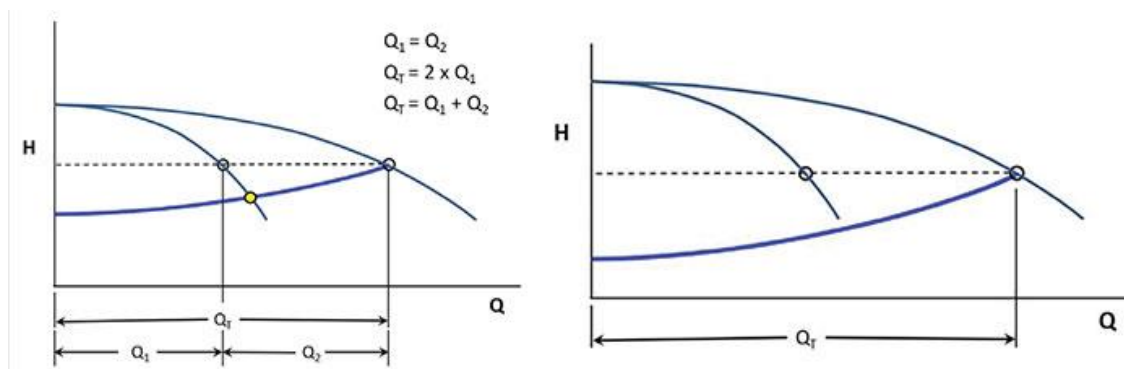 Q₁ = Q₂
Q_T = 2 x Q₁
Q_T = Q₁ + Q₂
H
Q
Q_T
Q₁
Q₂
H
Q
Q_T